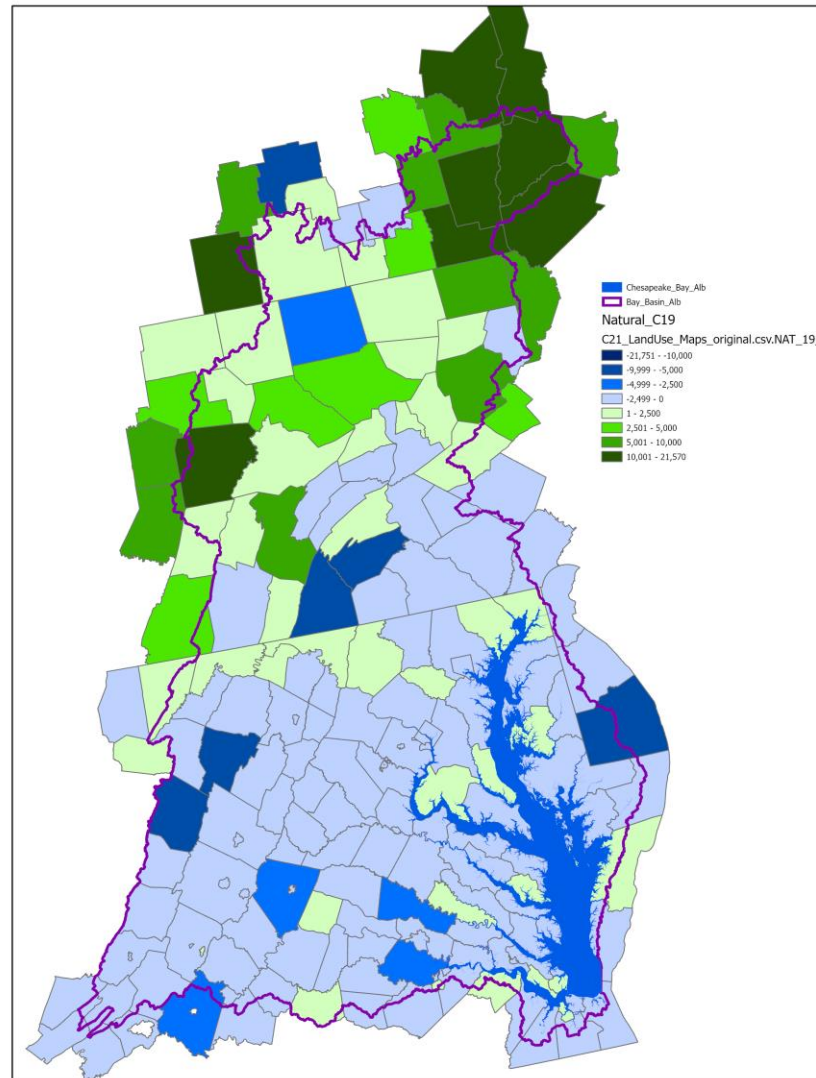 Chesapeake_Bay_Alb
Bay_Basin_Alb
Natural_C19
C21_LandUse_Maps_original.csv.NAT_19_
-21,751 - -10,000
-9,999 - -5,000
-4,999 - -2,500
-2,499 - 0
1 - 2,500
2,501 - 5,000
5,001 - 10,000
10,001 - 21,570